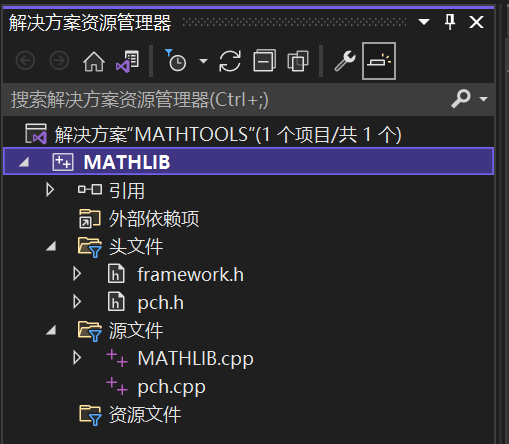 解决方案资源管理器
搜索解决方案资源管理器(Ctrl+;)
解决方案"MATHTOOLS"(1 个项目/共 1 个)
MATHLIB
引用
外部依赖项
头文件
framework.h
pch.h
源文件
MATHLIB.cpp
pch.cpp
资源文件